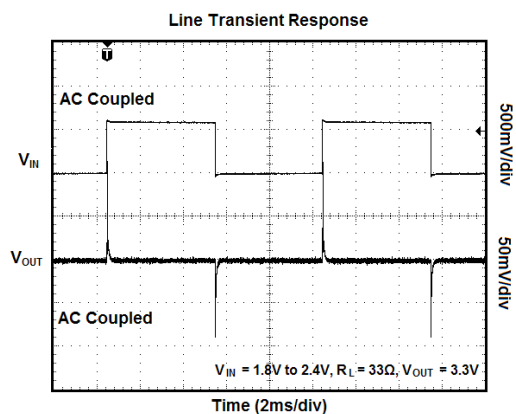 Line Transient Response
T
AC Coupled
500mV/div
VIN
VOUT
50mV/div
AC Coupled
VIN = 1.8V to 2.4V, RL = 33Ω, VOUT = 3.3V
Time (2ms/div)